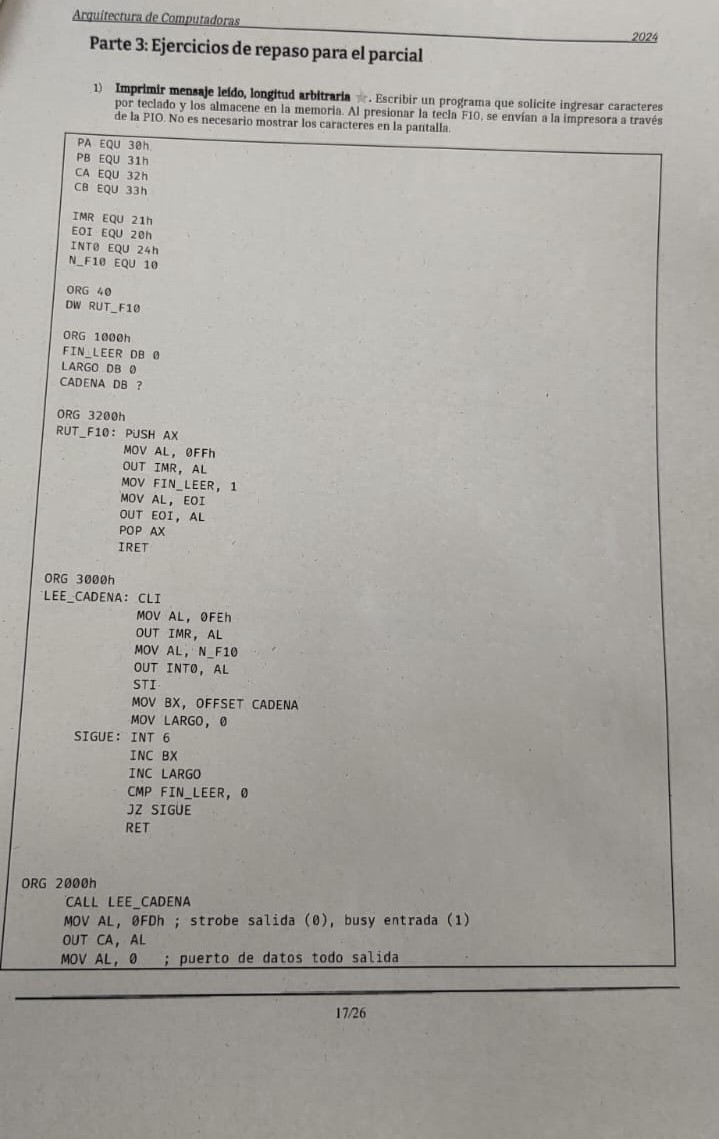 Arquitectura de Computadoras
2024
Parte 3: Ejercicios de repaso para el parcial
1) Imprimir mensaje leído, longitud arbitraria ⭐. Escribir un programa que solicite ingresar caracteres
por teclado y los almacene en la memoria. Al presionar la tecla F10, se envían a la impresora a través
de la PIO. No es necesario mostrar los caracteres en la pantalla.
PA EQU 30h
PB EQU 31h
CA EQU 32h
CB EQU 33h
IMR EQU 21h
EOI EQU 20h
INT0 EQU 24h
N_F10 EQU 10
ORG 40
DW RUT_F10
ORG 1000h
FIN_LEER DB 0
LARGO DB 0
CADENA DB ?
ORG 3200h
RUT_F10: PUSH AX
MOV AL, 0FFh
OUT IMR, AL
MOV FIN_LEER, 1
MOV AL, EOI
OUT EOI, AL
POP AX
IRET
ORG 3000h
LEE_CADENA: CLI
MOV AL, 0FEh
OUT IMR, AL
MOV AL, N_F10
OUT INT0, AL
STI
MOV BX, OFFSET CADENA
MOV LARGO, 0
SIGUE: INT 6
INC BX
INC LARGO
CMP FIN_LEER, 0
JZ SIGUE
RET
ORG 2000h
CALL LEE_CADENA
MOV AL, 0FDh ; strobe salida (0), busy entrada (1)
OUT CA, AL
MOV AL, 0 ; puerto de datos todo salida
17/26